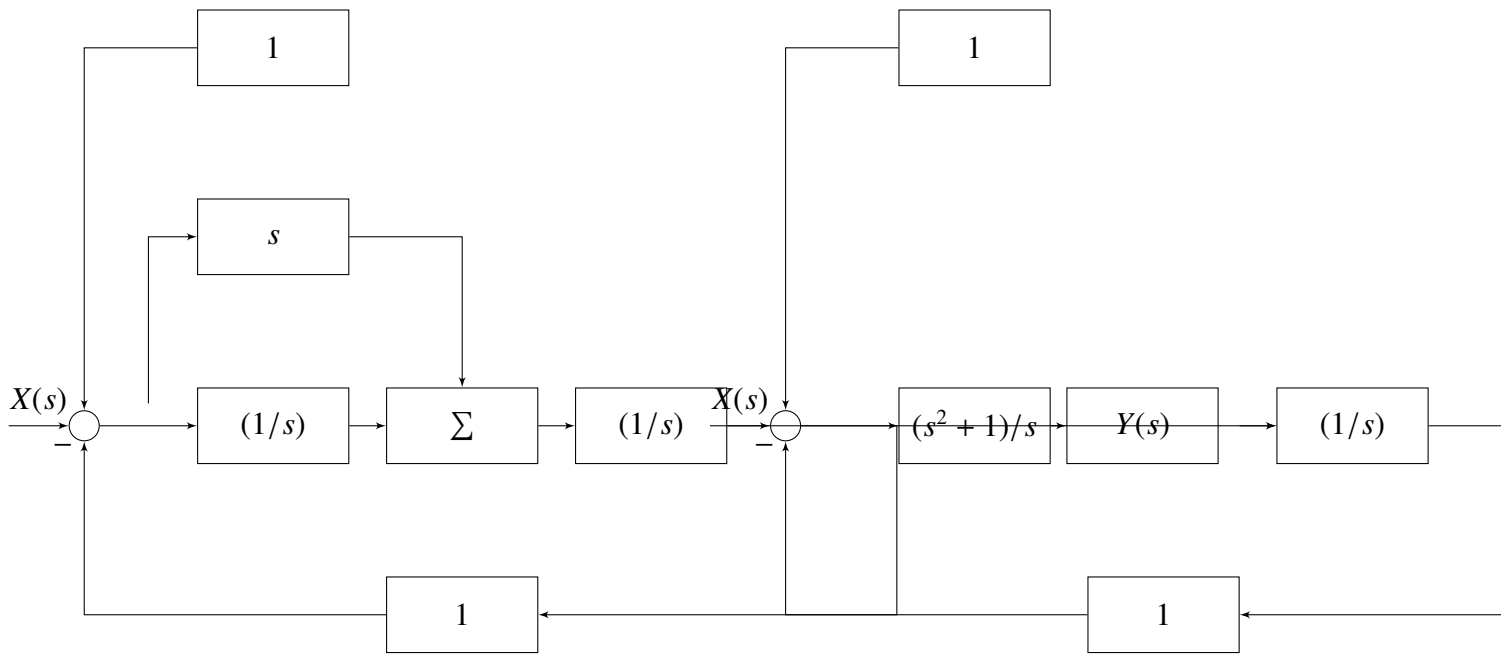 1
1
s
X(s)
−
(1/s)
Σ
(1/s)
X(s)
−
(s² + 1)/s
Y(s)
(1/s)
1
1